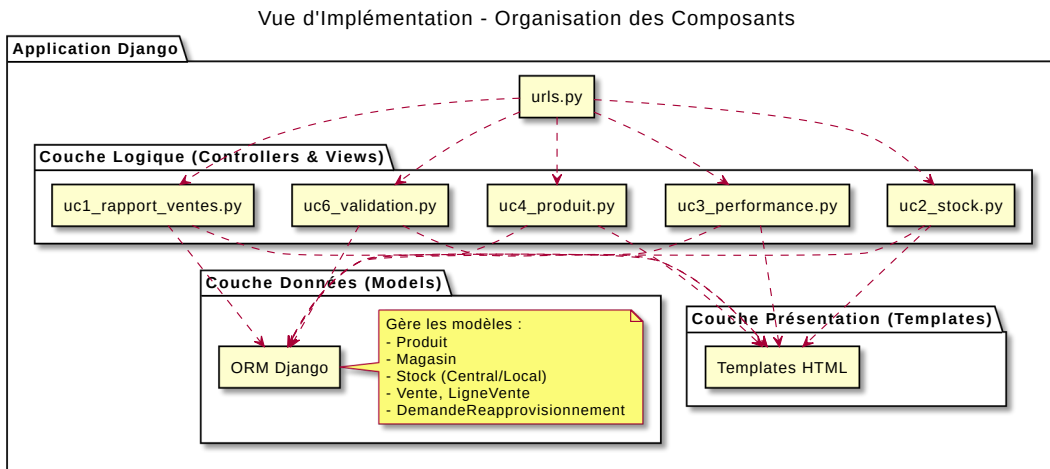 Vue d'Implémentation - Organisation des Composants
Application Django
urls.py
Couche Logique (Controllers & Views)
uc1_rapport_ventes.py
uc6_validation.py
uc4_produit.py
uc3_performance.py
uc2_stock.py
Couche Données (Models)
ORM Django
Gère les modèles :
- Produit
- Magasin
- Stock (Central/Local)
- Vente, LigneVente
- DemandeReapprovisionnement
Couche Présentation (Templates)
Templates HTML